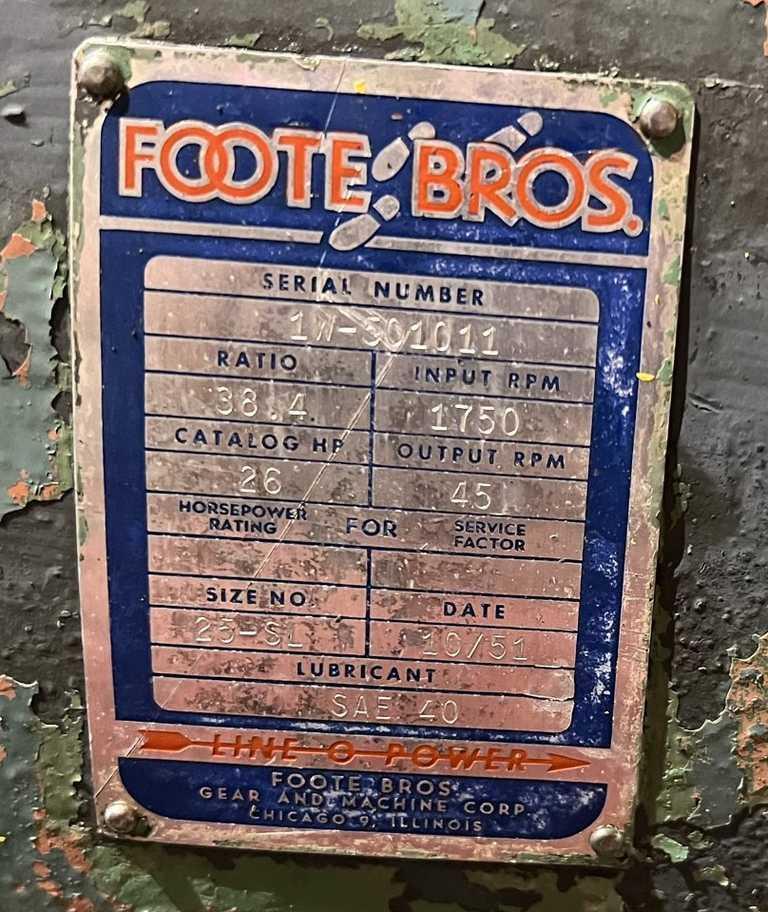 FOOTE BROS.
SERIAL NUMBER
1W-501011
RATIO INPUT RPM
38.4 1750
CATALOG HP OUTPUT RPM
26 45
HORSEPOWER RATING FOR SERVICE FACTOR
SIZE NO. DATE
25-SL 10/51
LUBRICANT
SAE 40
LINE-O-POWER
FOOTE BROS.
GEAR AND MACHINE CORP.
CHICAGO 9, ILLINOIS